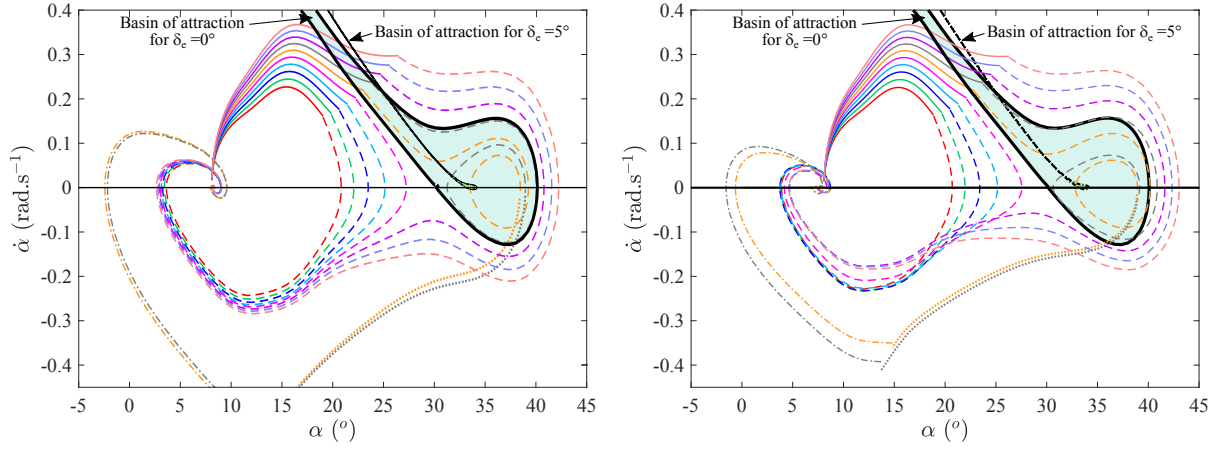 0.4
0.3
0.2
0.1
0
-0.1
-0.2
-0.3
-0.4
α̇ (rad.s⁻¹)
Basin of attraction
for δₑ =0°
Basin of attraction for δₑ =5°
-5 0 5 10 15 20 25 30 35 40 45
α (º)
0.4
0.3
0.2
0.1
0
-0.1
-0.2
-0.3
-0.4
α̇ (rad.s⁻¹)
Basin of attraction
for δₑ =0°
Basin of attraction for δₑ =5°
-5 0 5 10 15 20 25 30 35 40 45
α (º)